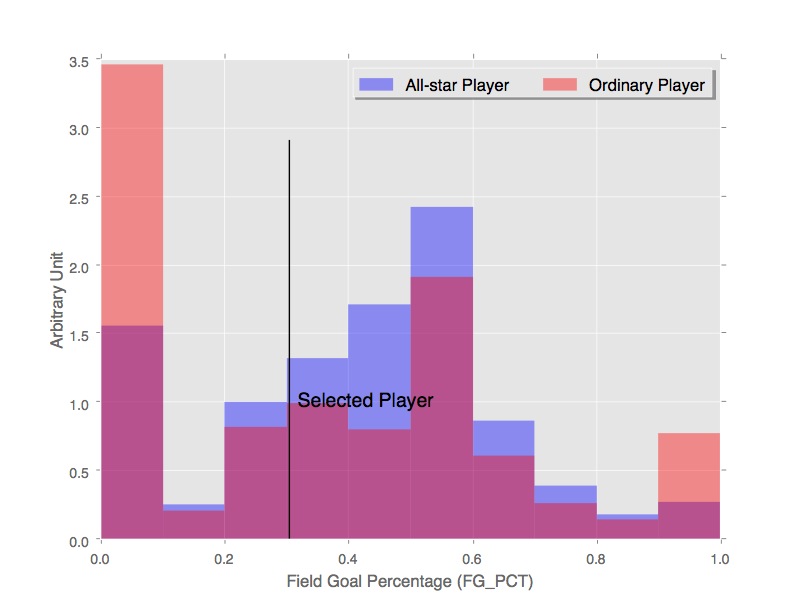 3.5
3.0
2.5
2.0
1.5
1.0
0.5
0.0
Arbitrary Unit
All-star Player Ordinary Player
Selected Player
0.0 0.2 0.4 0.6 0.8 1.0
Field Goal Percentage (FG_PCT)